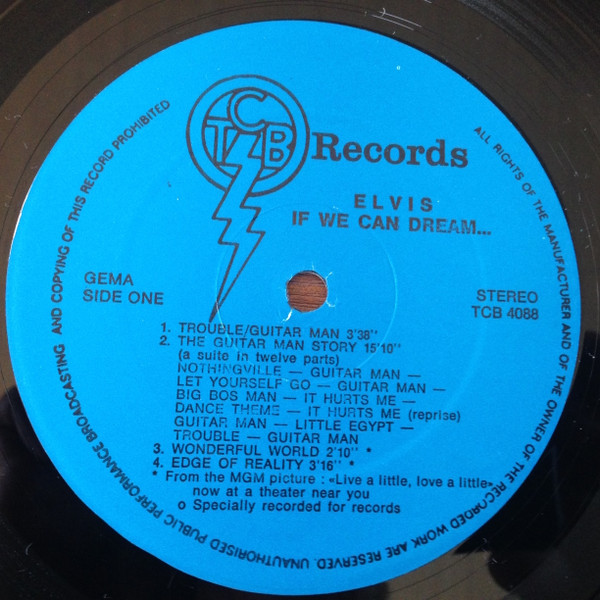 TCB Records
ELVIS
IF WE CAN DREAM...
GEMA
SIDE ONE
STEREO
TCB 4088
1. TROUBLE/GUITAR MAN 3'38''
2. THE GUITAR MAN STORY 15'10''
(a suite in twelve parts)
NOTHINGVILLE — GUITAR MAN —
LET YOURSELF GO — GUITAR MAN —
BIG BOS MAN — IT HURTS ME —
DANCE THEME — IT HURTS ME (reprise)
GUITAR MAN — LITTLE EGYPT —
TROUBLE — GUITAR MAN
3. WONDERFUL WORLD 2'10'' *
4. EDGE OF REALITY 3'16'' *
* From the MGM picture : «Live a little, love a little»
now at a theater near you
o Specially recorded for records
ALL RIGHTS OF THE MANUFACTURER AND OF THE OWNER OF THE RECORDED WORK ARE RESERVED. UNAUTHORISED PUBLIC PERFORMANCE BROADCASTING AND COPYING OF THIS RECORD PROHIBITED